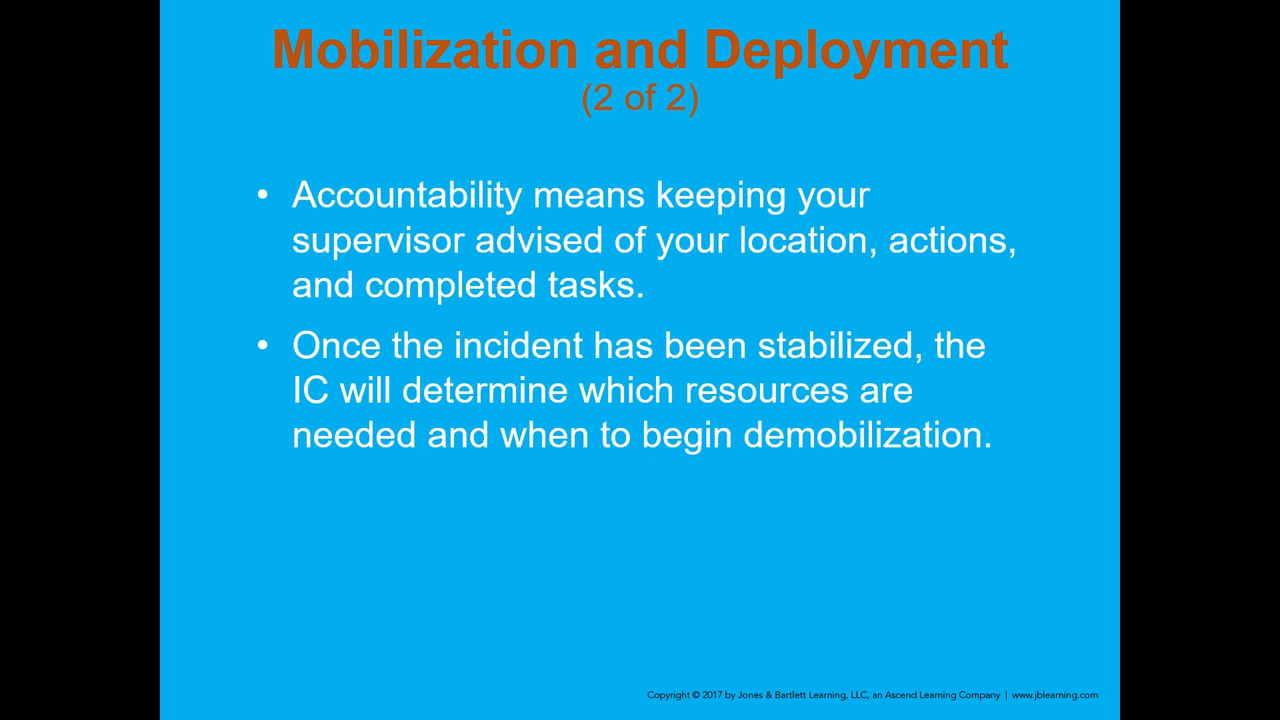 Mobilization and Deployment
(2 of 2)
• Accountability means keeping your
supervisor advised of your location, actions,
and completed tasks.
• Once the incident has been stabilized, the
IC will determine which resources are
needed and when to begin demobilization.
Copyright © 2017 by Jones & Bartlett Learning, LLC, an Ascend Learning Company | www.jblearning.com